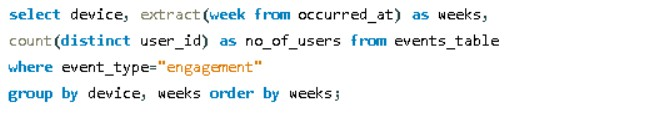 select device, extract(week from occurred_at) as weeks,
count(distinct user_id) as no_of_users from events_table
where event_type="engagement"
group by device, weeks order by weeks;